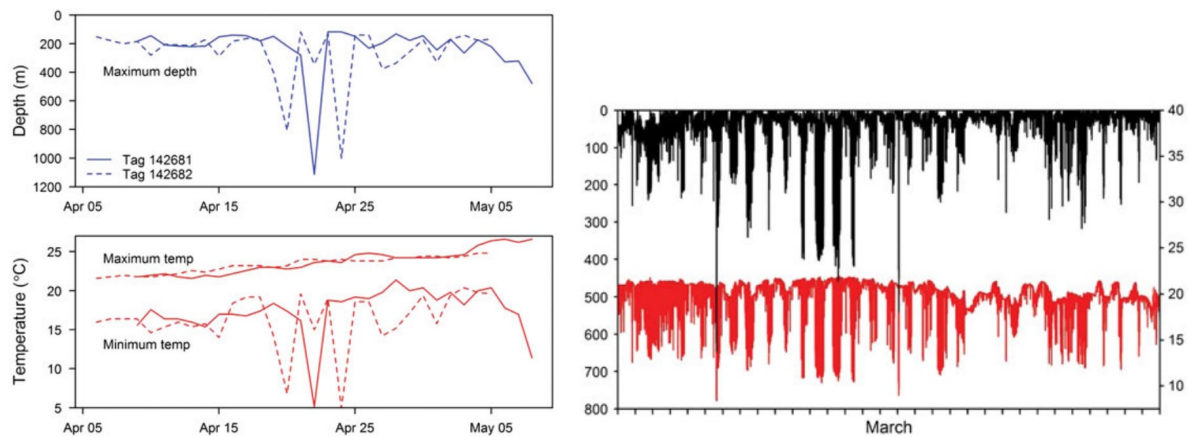 0
200
400
600
800
1000
1200
Depth (m)
Maximum depth
Tag 142681
Tag 142682
Apr 05
Apr 15
Apr 25
May 05
25
20
15
10
5
Temperature (°C)
Maximum temp
Minimum temp
Apr 05
Apr 15
Apr 25
May 05
0
100
200
300
400
500
600
700
800
40
35
30
25
20
15
10
March